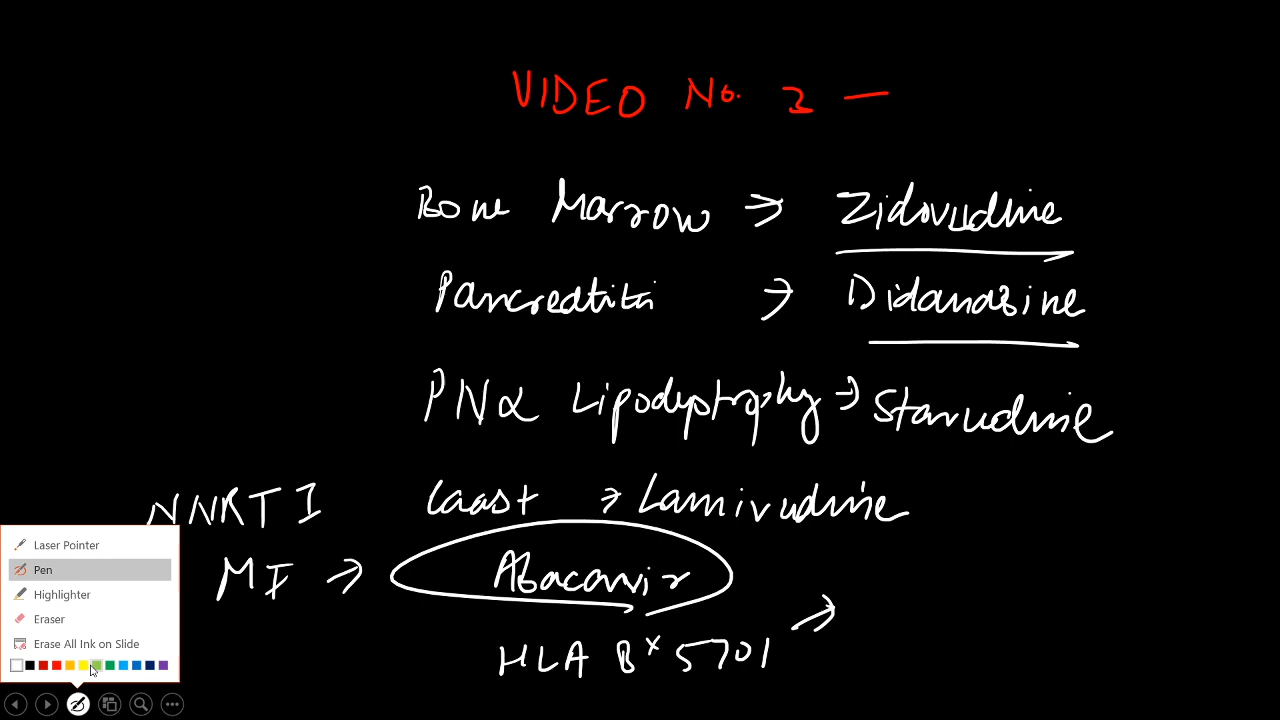 VIDEO No. 2 —
Bone Marrow ⇒ Zidovudine
Pancreatitis → Didanosine
PN & Lipodystrophy → Stavudine
NNRTI Least → Lamivudine
MI → Abacavir
HLA B* 5701 ⇒
Laser Pointer
Pen
Highlighter
Eraser
Erase All Ink on Slide